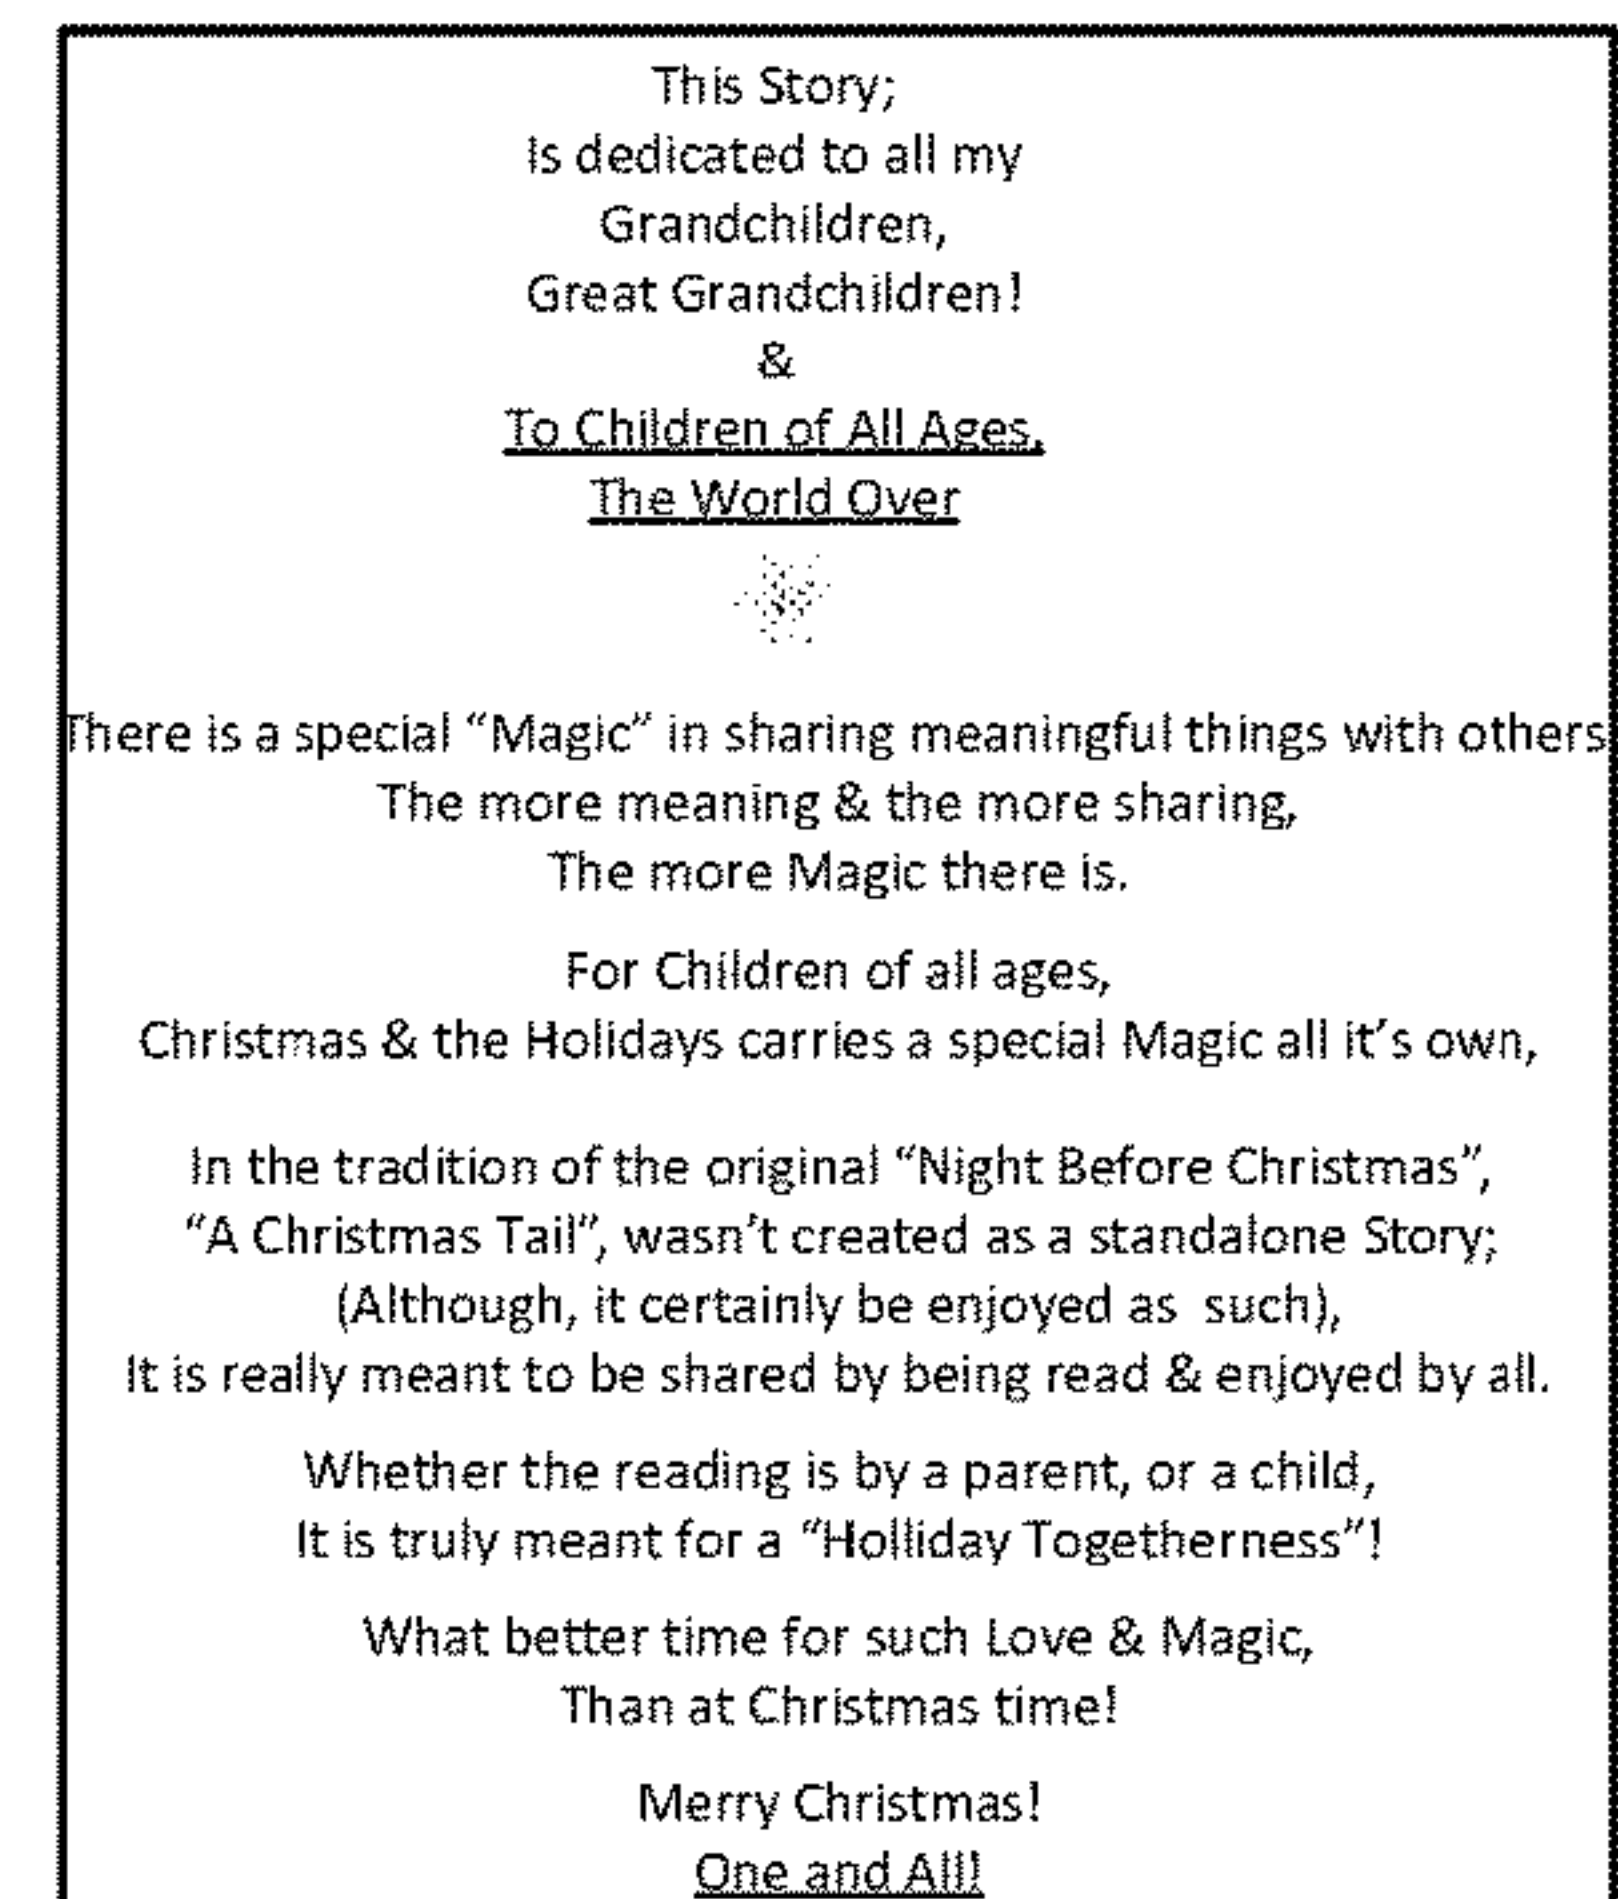 This Story;
Is dedicated to all my
Grandchildren,
Great Grandchildren!
&
To Children of All Ages,
The World Over
There is a special “Magic” in sharing meaningful things with others
The more meaning & the more sharing,
The more Magic there is.
For Children of all ages,
Christmas & the Holidays carries a special Magic all it’s own,
In the tradition of the original “Night Before Christmas”,
“A Christmas Tail”, wasn’t created as a standalone Story;
(Although, it certainly be enjoyed as such),
It is really meant to be shared by being read & enjoyed by all.
Whether the reading is by a parent, or a child,
It is truly meant for a “Holliday Togetherness”!
What better time for such Love & Magic,
Than at Christmas time!
Merry Christmas!
One and All!